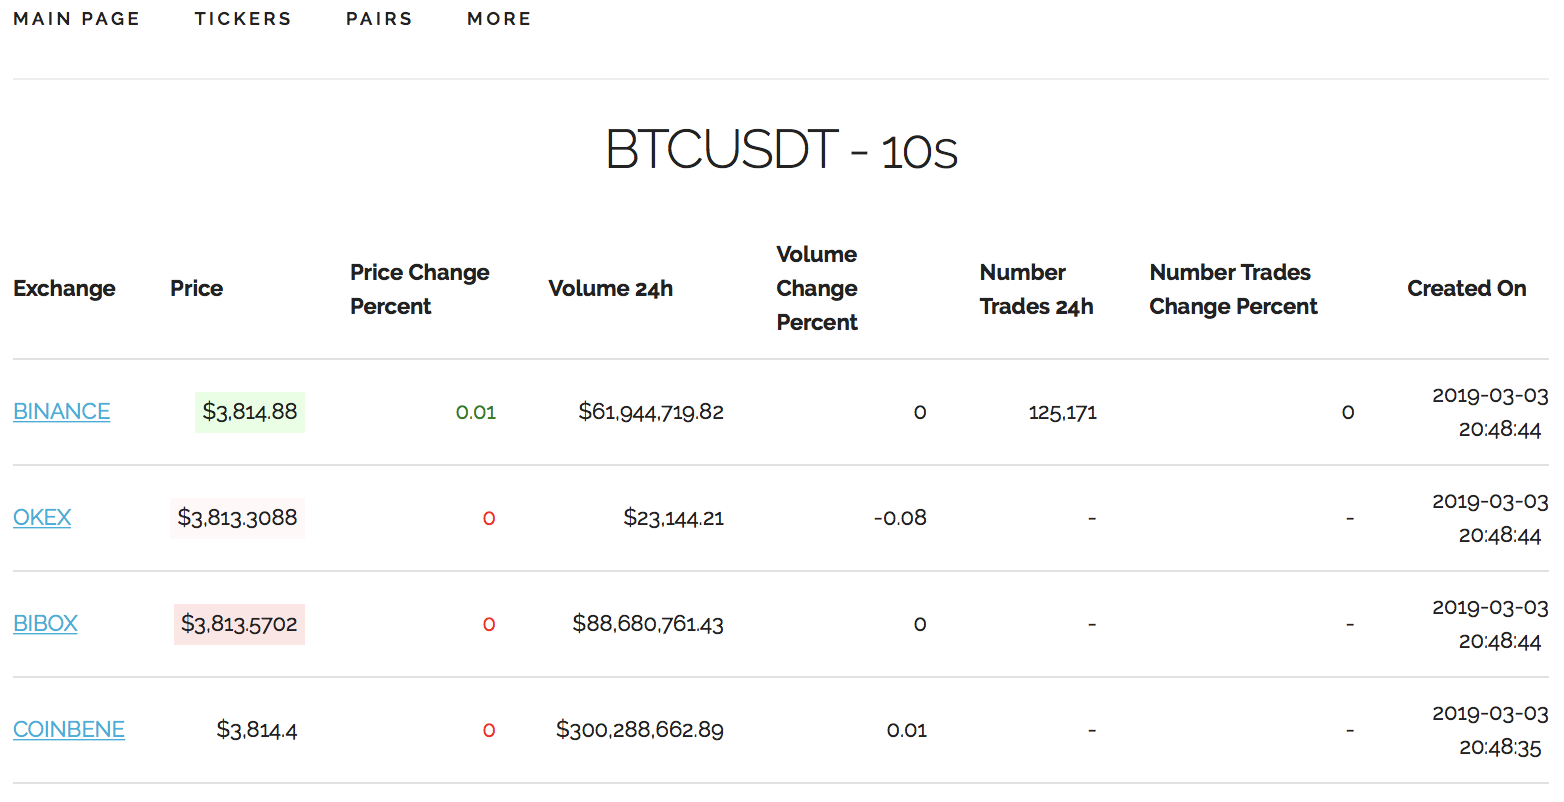 MAIN PAGE TICKERS PAIRS MORE
BTCUSDT - 10s
Exchange Price Price Change Percent Volume 24h Volume Change Percent Number Trades 24h Number Trades Change Percent Created On
BINANCE $3,814.88 0.01 $61,944,719.82 0 125,171 0 2019-03-03 20:48:44
OKEX $3,813.3088 0 $23,144.21 -0.08 - - 2019-03-03 20:48:44
BIBOX $3,813.5702 0 $88,680,761.43 0 - - 2019-03-03 20:48:44
COINBENE $3,814.4 0 $300,288,662.89 0.01 - - 2019-03-03 20:48:35